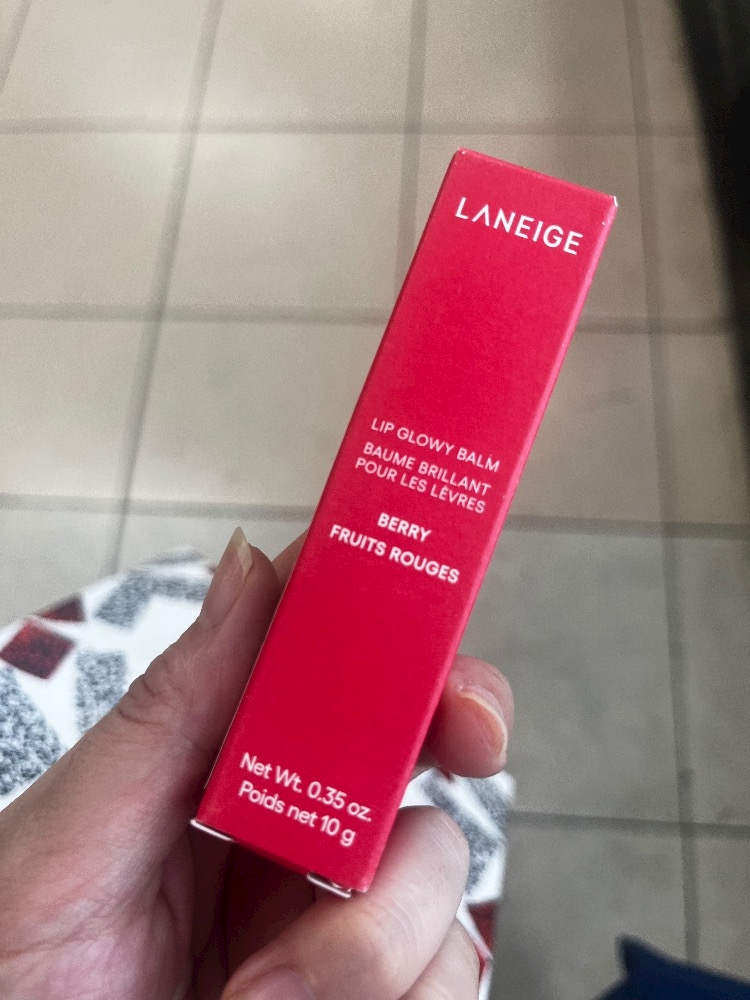 LANEIGE
LIP GLOWY BALM
BAUME BRILLANT
POUR LES LÈVRES
BERRY
FRUITS ROUGES
Net Wt. 0.35 oz.
Poids net 10 g